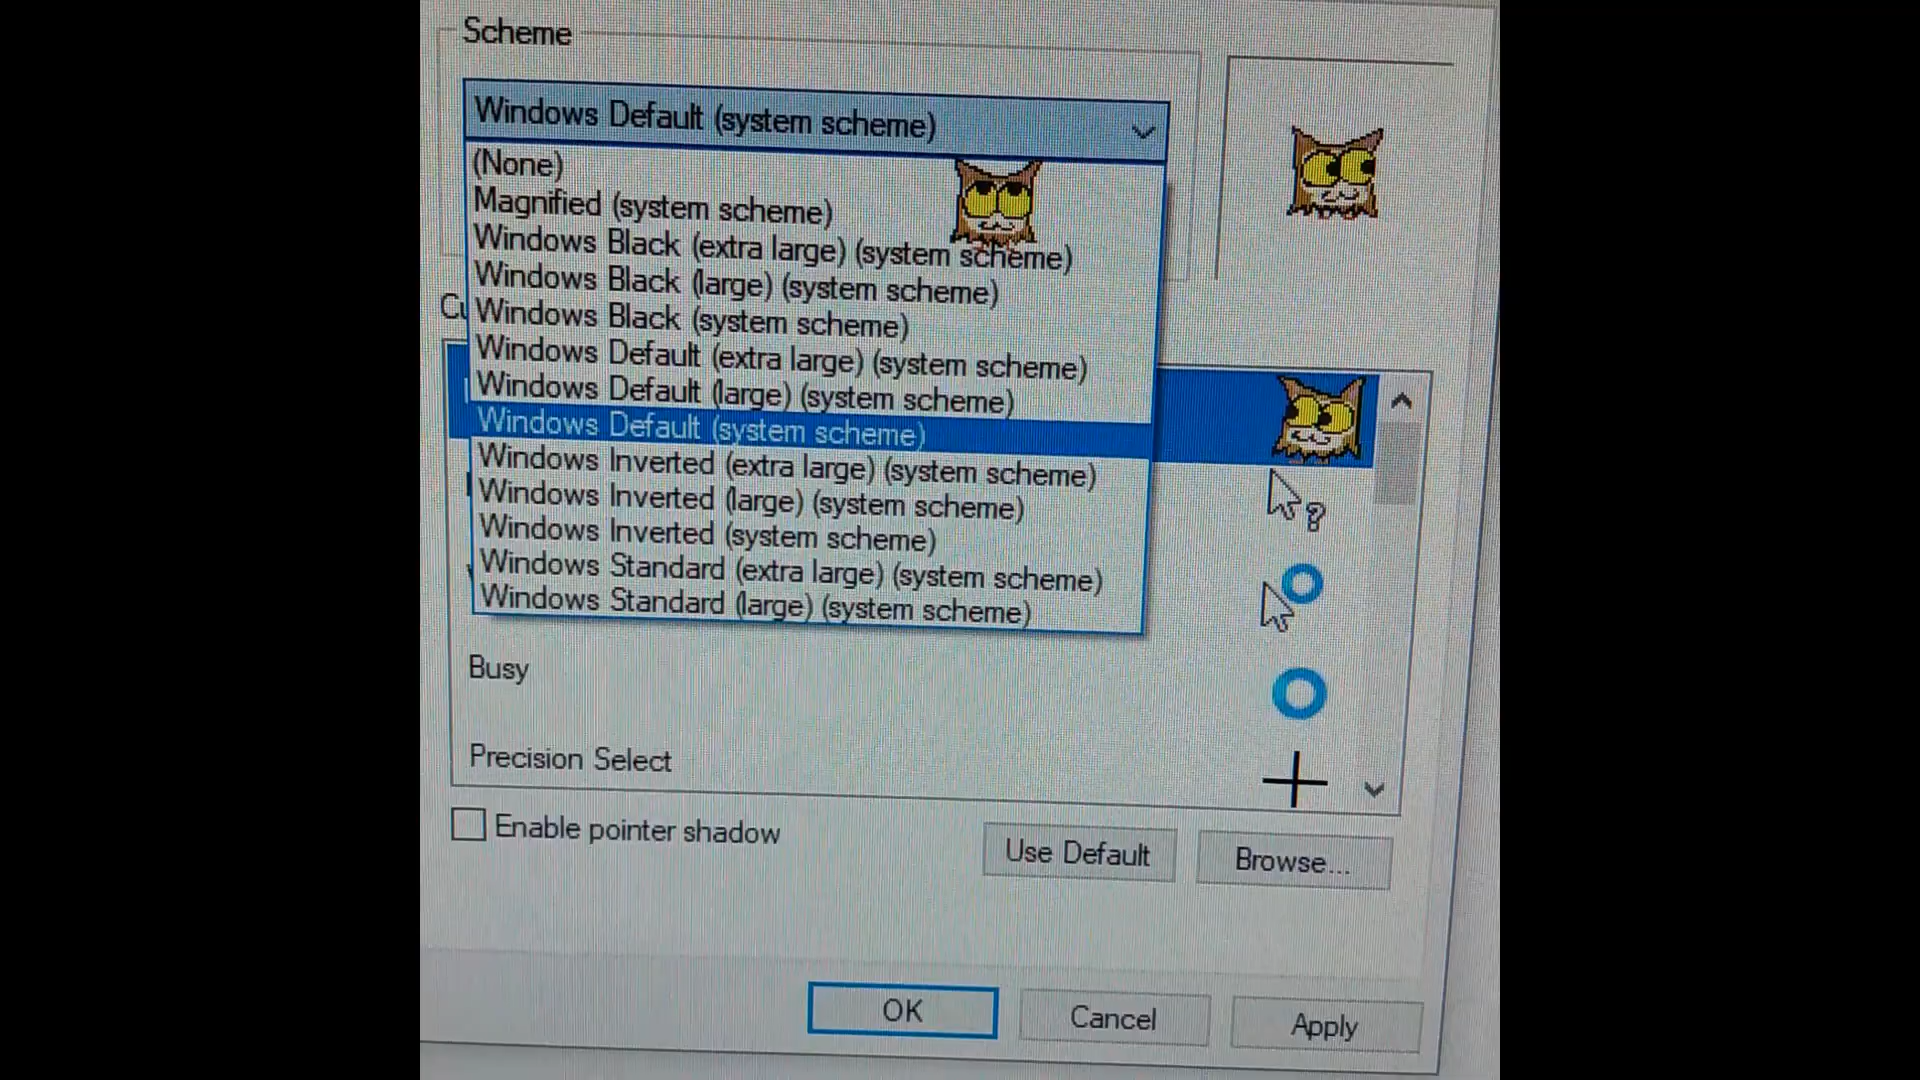 Scheme
Windows Default (system scheme)
(None)
Magnified (system scheme)
Windows Black (extra large) (system scheme)
Windows Black (large) (system scheme)
Cu
Windows Black (system scheme)
Windows Default (extra large) (system scheme)
Windows Default (large) (system scheme)
Windows Default (system scheme)
Windows Inverted (extra large) (system scheme)
Windows Inverted (large) (system scheme)
Windows Inverted (system scheme)
Windows Standard (extra large) (system scheme)
Windows Standard (large) (system scheme)
Busy
Precision Select
Enable pointer shadow
Use Default
Browse...
OK
Cancel
Apply